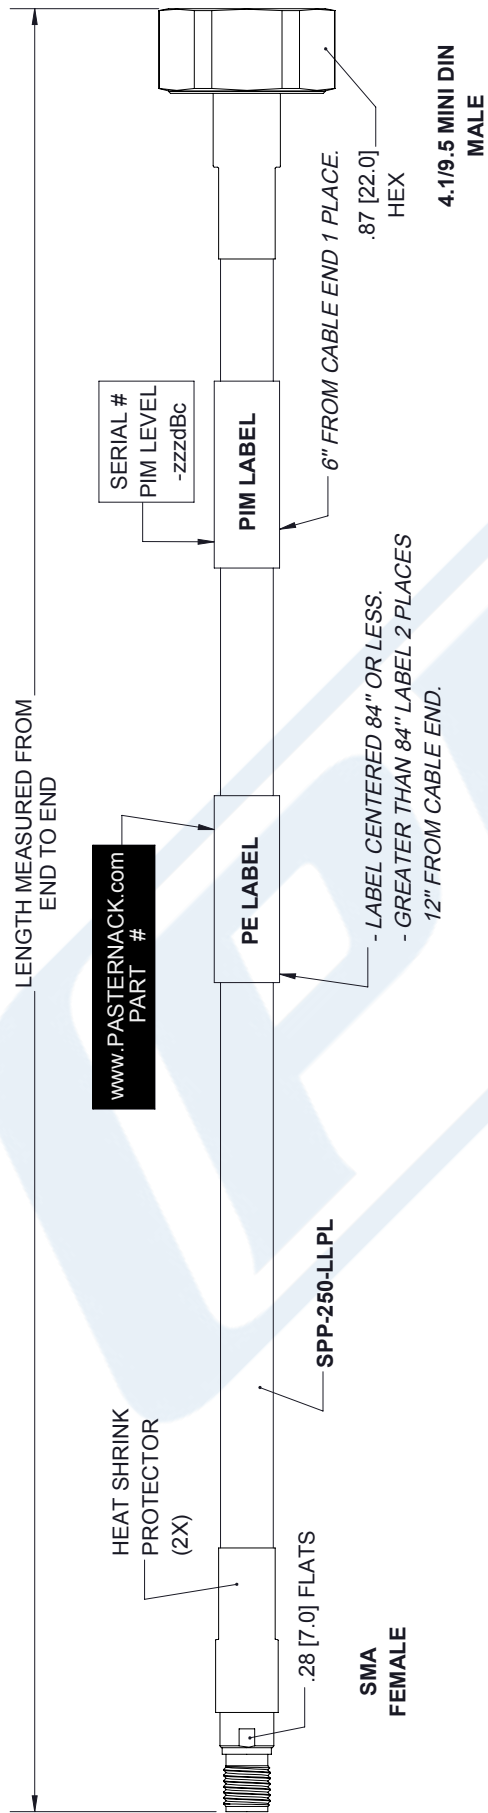 LENGTH MEASURED FROM
END TO END
HEAT SHRINK
PROTECTOR
(2X)
www.PASTERNACK.com
PART #
SERIAL #
PIM LEVEL
-zzzdBc
PE LABEL
PIM LABEL
.28 [7.0] FLATS
SPP-250-LLPL
- LABEL CENTERED 84" OR LESS.
- GREATER THAN 84" LABEL 2 PLACES
12" FROM CABLE END.
6" FROM CABLE END 1 PLACE.
.87 [22.0]
HEX
SMA
FEMALE
4.1/9.5 MINI DIN
MALE